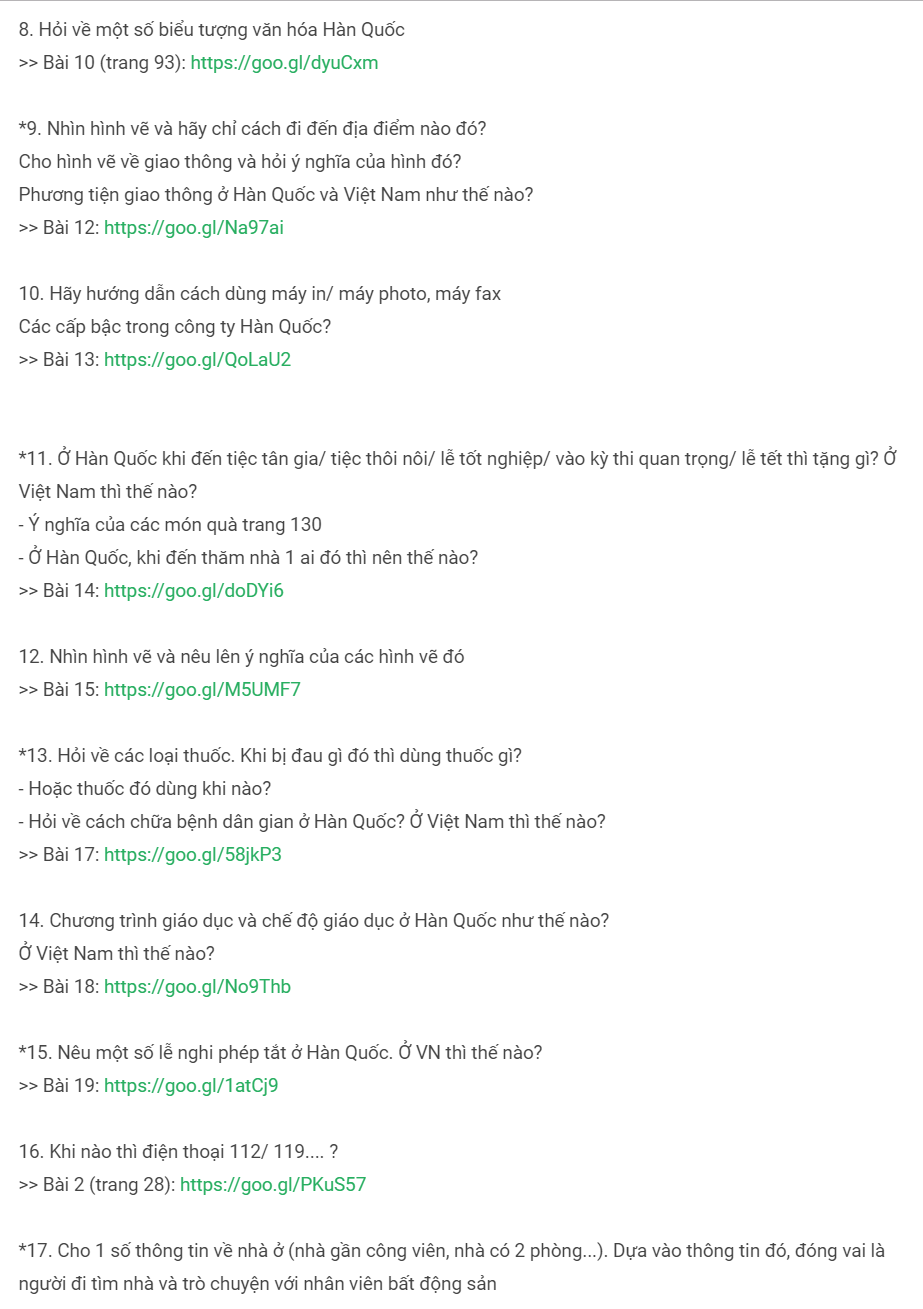 8. Hỏi về một số biểu tượng văn hóa Hàn Quốc
>> Bài 10 (trang 93): https://goo.gl/dyuCxm
*9. Nhìn hình vẽ và hãy chỉ cách đi đến địa điểm nào đó?
Cho hình vẽ về giao thông và hỏi ý nghĩa của hình đó?
Phương tiện giao thông ở Hàn Quốc và Việt Nam như thế nào?
>> Bài 12: https://goo.gl/Na97ai
10. Hãy hướng dẫn cách dùng máy in/ máy photo, máy fax
Các cấp bậc trong công ty Hàn Quốc?
>> Bài 13: https://goo.gl/QoLaU2
*11. Ở Hàn Quốc khi đến tiệc tân gia/ tiệc thôi nôi/ lễ tốt nghiệp/ vào kỳ thi quan trọng/ lễ tết thì tặng gì? Ở
Việt Nam thì thế nào?
- Ý nghĩa của các món quà trang 130
- Ở Hàn Quốc, khi đến thăm nhà 1 ai đó thì nên thế nào?
>> Bài 14: https://goo.gl/doDYi6
12. Nhìn hình vẽ và nêu lên ý nghĩa của các hình vẽ đó
>> Bài 15: https://goo.gl/M5UMF7
*13. Hỏi về các loại thuốc. Khi bị đau gì đó thì dùng thuốc gì?
- Hoặc thuốc đó dùng khi nào?
- Hỏi về cách chữa bệnh dân gian ở Hàn Quốc? Ở Việt Nam thì thế nào?
>> Bài 17: https://goo.gl/58jkP3
14. Chương trình giáo dục và chế độ giáo dục ở Hàn Quốc như thế nào?
Ở Việt Nam thì thế nào?
>> Bài 18: https://goo.gl/No9Thb
*15. Nêu một số lễ nghi phép tắt ở Hàn Quốc. Ở VN thì thế nào?
>> Bài 19: https://goo.gl/1atCj9
16. Khi nào thì điện thoại 112/ 119.... ?
>> Bài 2 (trang 28): https://goo.gl/PKuS57
*17. Cho 1 số thông tin về nhà ở (nhà gần công viên, nhà có 2 phòng...). Dựa vào thông tin đó, đóng vai là
người đi tìm nhà và trò chuyện với nhân viên bất động sản